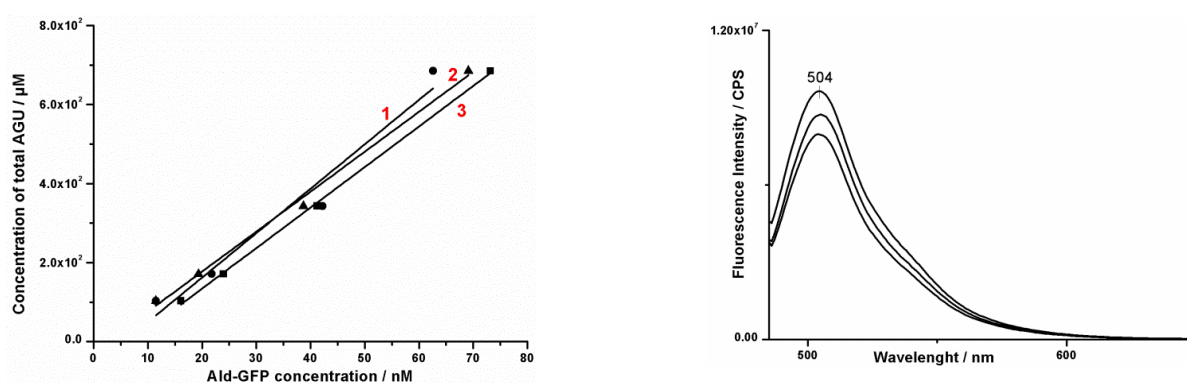 8.0x10²
6.0x10²
4.0x10²
2.0x10²
0.0
Concentration of total AGU / µM
1
2
3
0 10 20 30 40 50 60 70 80
Ald-GFP concentration / nM
1.20x10⁷
0.00
Fluorescence Intensity / CPS
504
500 600
Wavelenght / nm